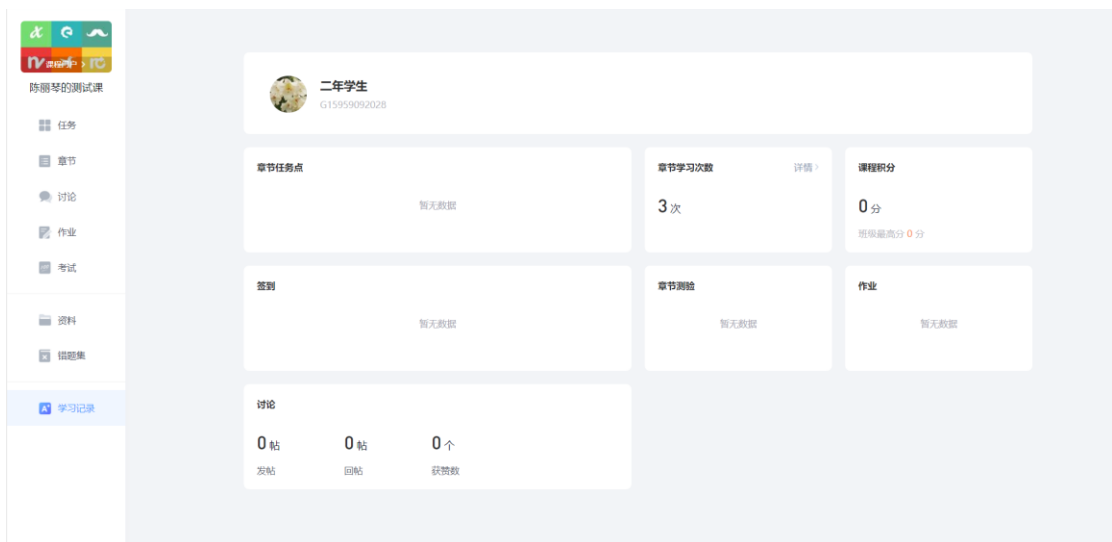 课程门户 >
陈丽琴的测试课
任务
章节
讨论
作业
考试
资料
错题集
学习记录
二年学生
G15959092028
章节任务点
暂无数据
章节学习次数 详情 >
3 次
课程积分
0 分
班级最高分 0 分
签到
暂无数据
章节测验
暂无数据
作业
暂无数据
讨论
0 帖 0 帖 0 个
发帖 回帖 获赞数